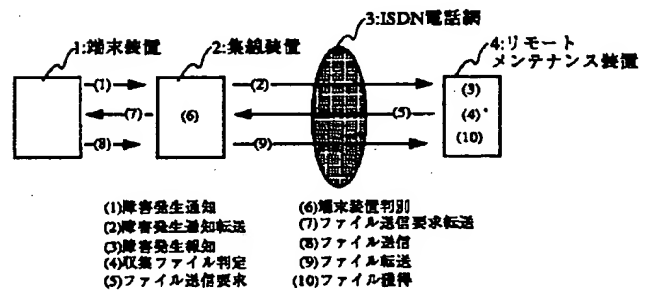 3:ISDN電話網
1:端末装置
2:集線装置
4:リモート
メンテナンス装置
(1)
(2)
(3)
(7)
(6)
(5)
(4)
(8)
(9)
(10)
(1)障害発生通知
(2)障害発生通知転送
(3)障害発生報知
(4)収集ファイル判定
(5)ファイル送信要求
(6)端末装置判別
(7)ファイル送信要求転送
(8)ファイル送信
(9)ファイル転送
(10)ファイル獲得